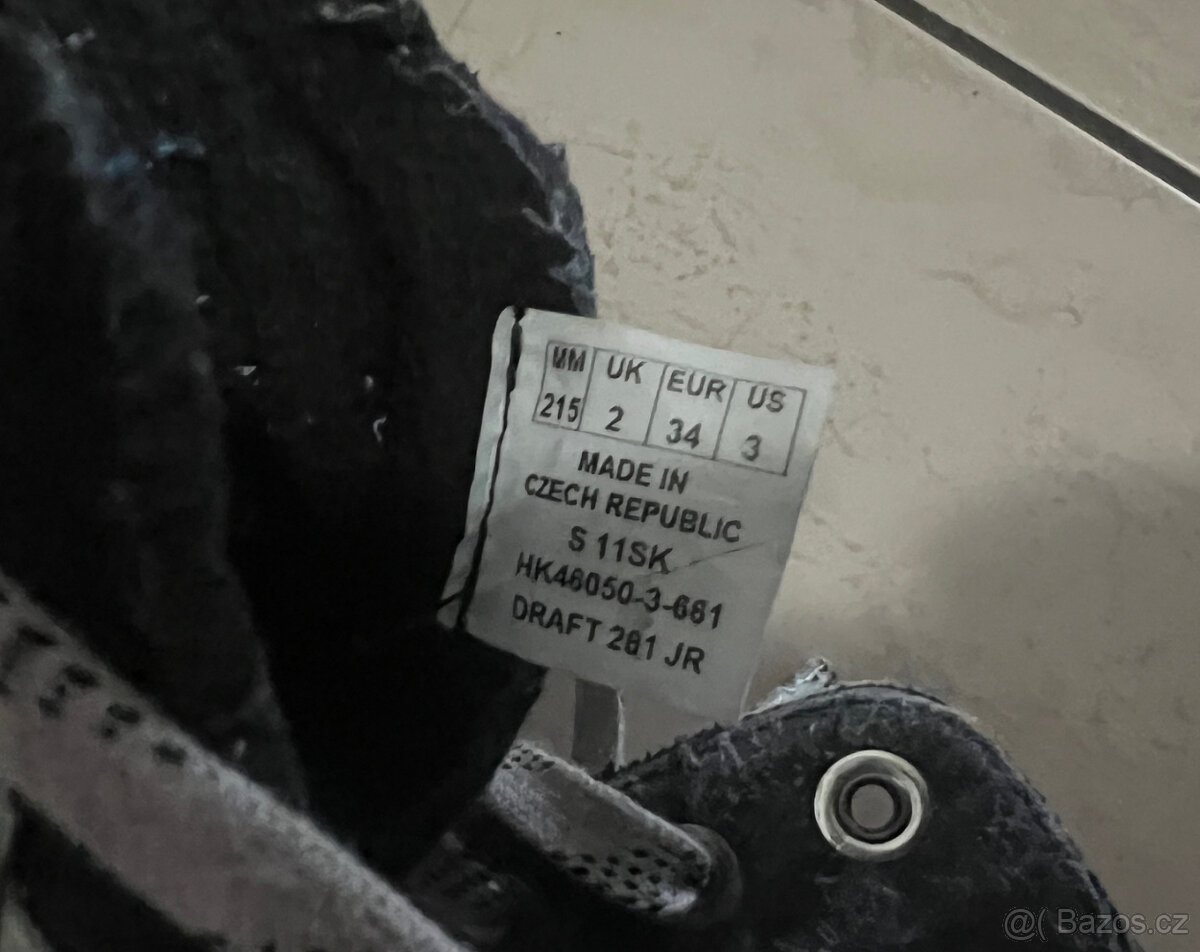 MM UK EUR US
215 2 34 3
MADE IN
CZECH REPUBLIC
S 11SK
HK46050-3-661
DRAFT 281 JR
@( Bazos.cz